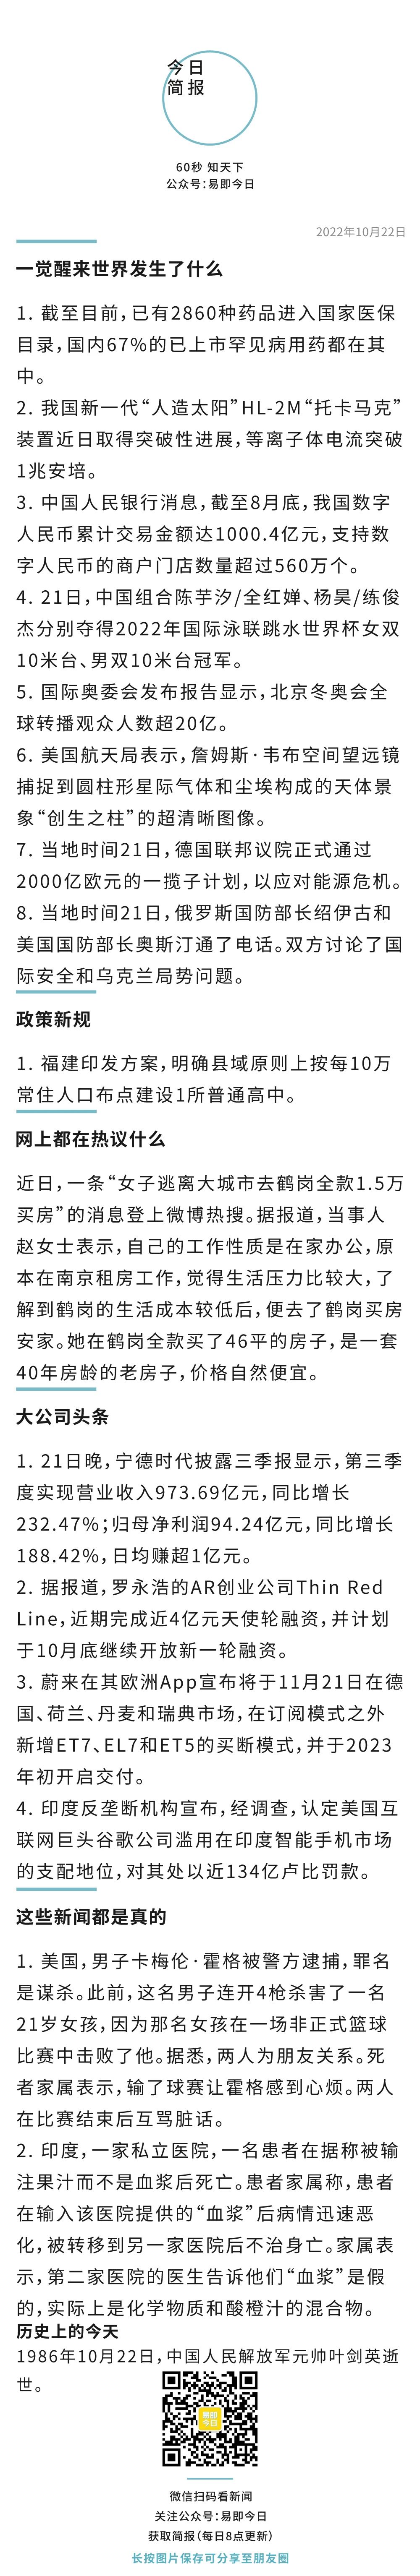 今日
简报
60秒 知天下
公众号：易即今日
2022年10月22日
一觉醒来世界发生了什么
1. 截至目前，已有2860种药品进入国家医保
目录，国内67%的已上市罕见病用药都在其
中。
2. 我国新一代“人造太阳”HL-2M“托卡马克”
装置近日取得突破性进展，等离子体电流突破
1兆安培。
3. 中国人民银行消息，截至8月底，我国数字
人民币累计交易金额达1000.4亿元，支持数
字人民币的商户门店数量超过560万个。
4. 21日，中国组合陈芋汐/全红婵、杨昊/练俊
杰分别夺得2022年国际泳联跳水世界杯女双
10米台、男双10米台冠军。
5. 国际奥委会发布报告显示，北京冬奥会全
球转播观众人数超20亿。
6. 美国航天局表示，詹姆斯·韦布空间望远镜
捕捉到圆柱形星际气体和尘埃构成的天体景
象“创生之柱”的超清晰图像。
7. 当地时间21日，德国联邦议院正式通过
2000亿欧元的一揽子计划，以应对能源危机。
8. 当地时间21日，俄罗斯国防部长绍伊古和
美国国防部长奥斯汀通了电话。双方讨论了国
际安全和乌克兰局势问题。
政策新规
1. 福建印发方案，明确县域原则上按每10万
常住人口布点建设1所普通高中。
网上都在热议什么
近日，一条“女子逃离大城市去鹤岗全款1.5万
买房”的消息登上微博热搜。据报道，当事人
赵女士表示，自己的工作性质是在家办公，原
本在南京租房工作，觉得生活压力比较大，了
解到鹤岗的生活成本较低后，便去了鹤岗买房
安家。她在鹤岗全款买了46平的房子，是一套
40年房龄的老房子，价格自然便宜。
大公司头条
1. 21日晚，宁德时代披露三季报显示，第三季
度实现营业收入973.69亿元，同比增长
232.47%；归母净利润94.24亿元，同比增长
188.42%，日均赚超1亿元。
2. 据报道，罗永浩的AR创业公司Thin Red
Line，近期完成近4亿元天使轮融资，并计划
于10月底继续开放新一轮融资。
3. 蔚来在其欧洲App宣布将于11月21日在德
国、荷兰、丹麦和瑞典市场，在订阅模式之外
新增ET7、EL7和ET5的买断模式，并于2023
年初开启交付。
4. 印度反垄断机构宣布，经调查，认定美国互
联网巨头谷歌公司滥用在印度智能手机市场
的支配地位，对其处以近134亿卢比罚款。
这些新闻都是真的
1. 美国，男子卡梅伦·霍格被警方逮捕，罪名
是谋杀。此前，这名男子连开4枪杀害了一名
21岁女孩，因为那名女孩在一场非正式篮球
比赛中击败了他。据悉，两人为朋友关系。死
者家属表示，输了球赛让霍格感到心烦。两人
在比赛结束后互骂脏话。
2. 印度，一家私立医院，一名患者在据称被输
注果汁而不是血浆后死亡。患者家属称，患者
在输入该医院提供的“血浆”后病情迅速恶
化，被转移到另一家医院后不治身亡。家属表
示，第二家医院的医生告诉他们“血浆”是假
的，实际上是化学物质和酸橙汁的混合物。
历史上的今天
1986年10月22日，中国人民解放军元帅叶剑英逝
世。
易即
今日
微信扫码看新闻
关注公众号：易即今日
获取简报（每日8点更新）
长按图片保存可分享至朋友圈